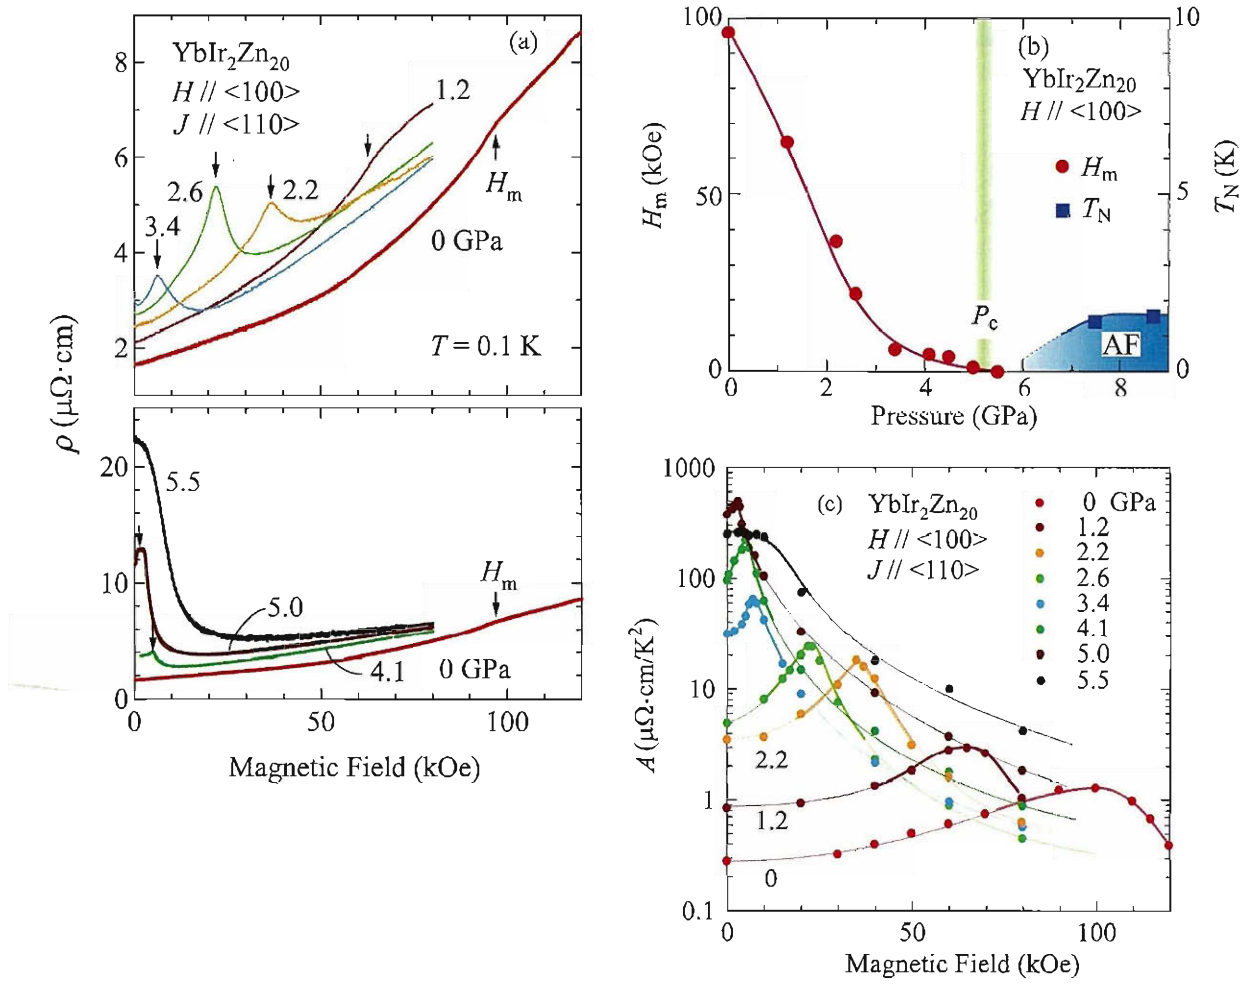 (a)
YbIr₂Zn₂₀
H // <100>
J // <110>
1.2
2.6
2.2
3.4
Hₘ
0 GPa
T = 0.1 K
8
6
4
2
5.5
Hₘ
5.0
4.1
0 GPa
20
10
0
0 50 100
ρ (μΩ·cm)
Magnetic Field (kOe)
(b)
YbIr₂Zn₂₀
H // <100>
Hₘ
T_N
P_c
AF
100
50
0
10
5
0
0 2 4 6 8
Hₘ (kOe)
T_N (K)
Pressure (GPa)
(c) YbIr₂Zn₂₀
H // <100>
J // <110>
0 GPa
1.2
2.2
2.6
3.4
4.1
5.0
5.5
2.2
1.2
0
1000
100
10
1
0.1
0 50 100
A (μΩ·cm/K²)
Magnetic Field (kOe)